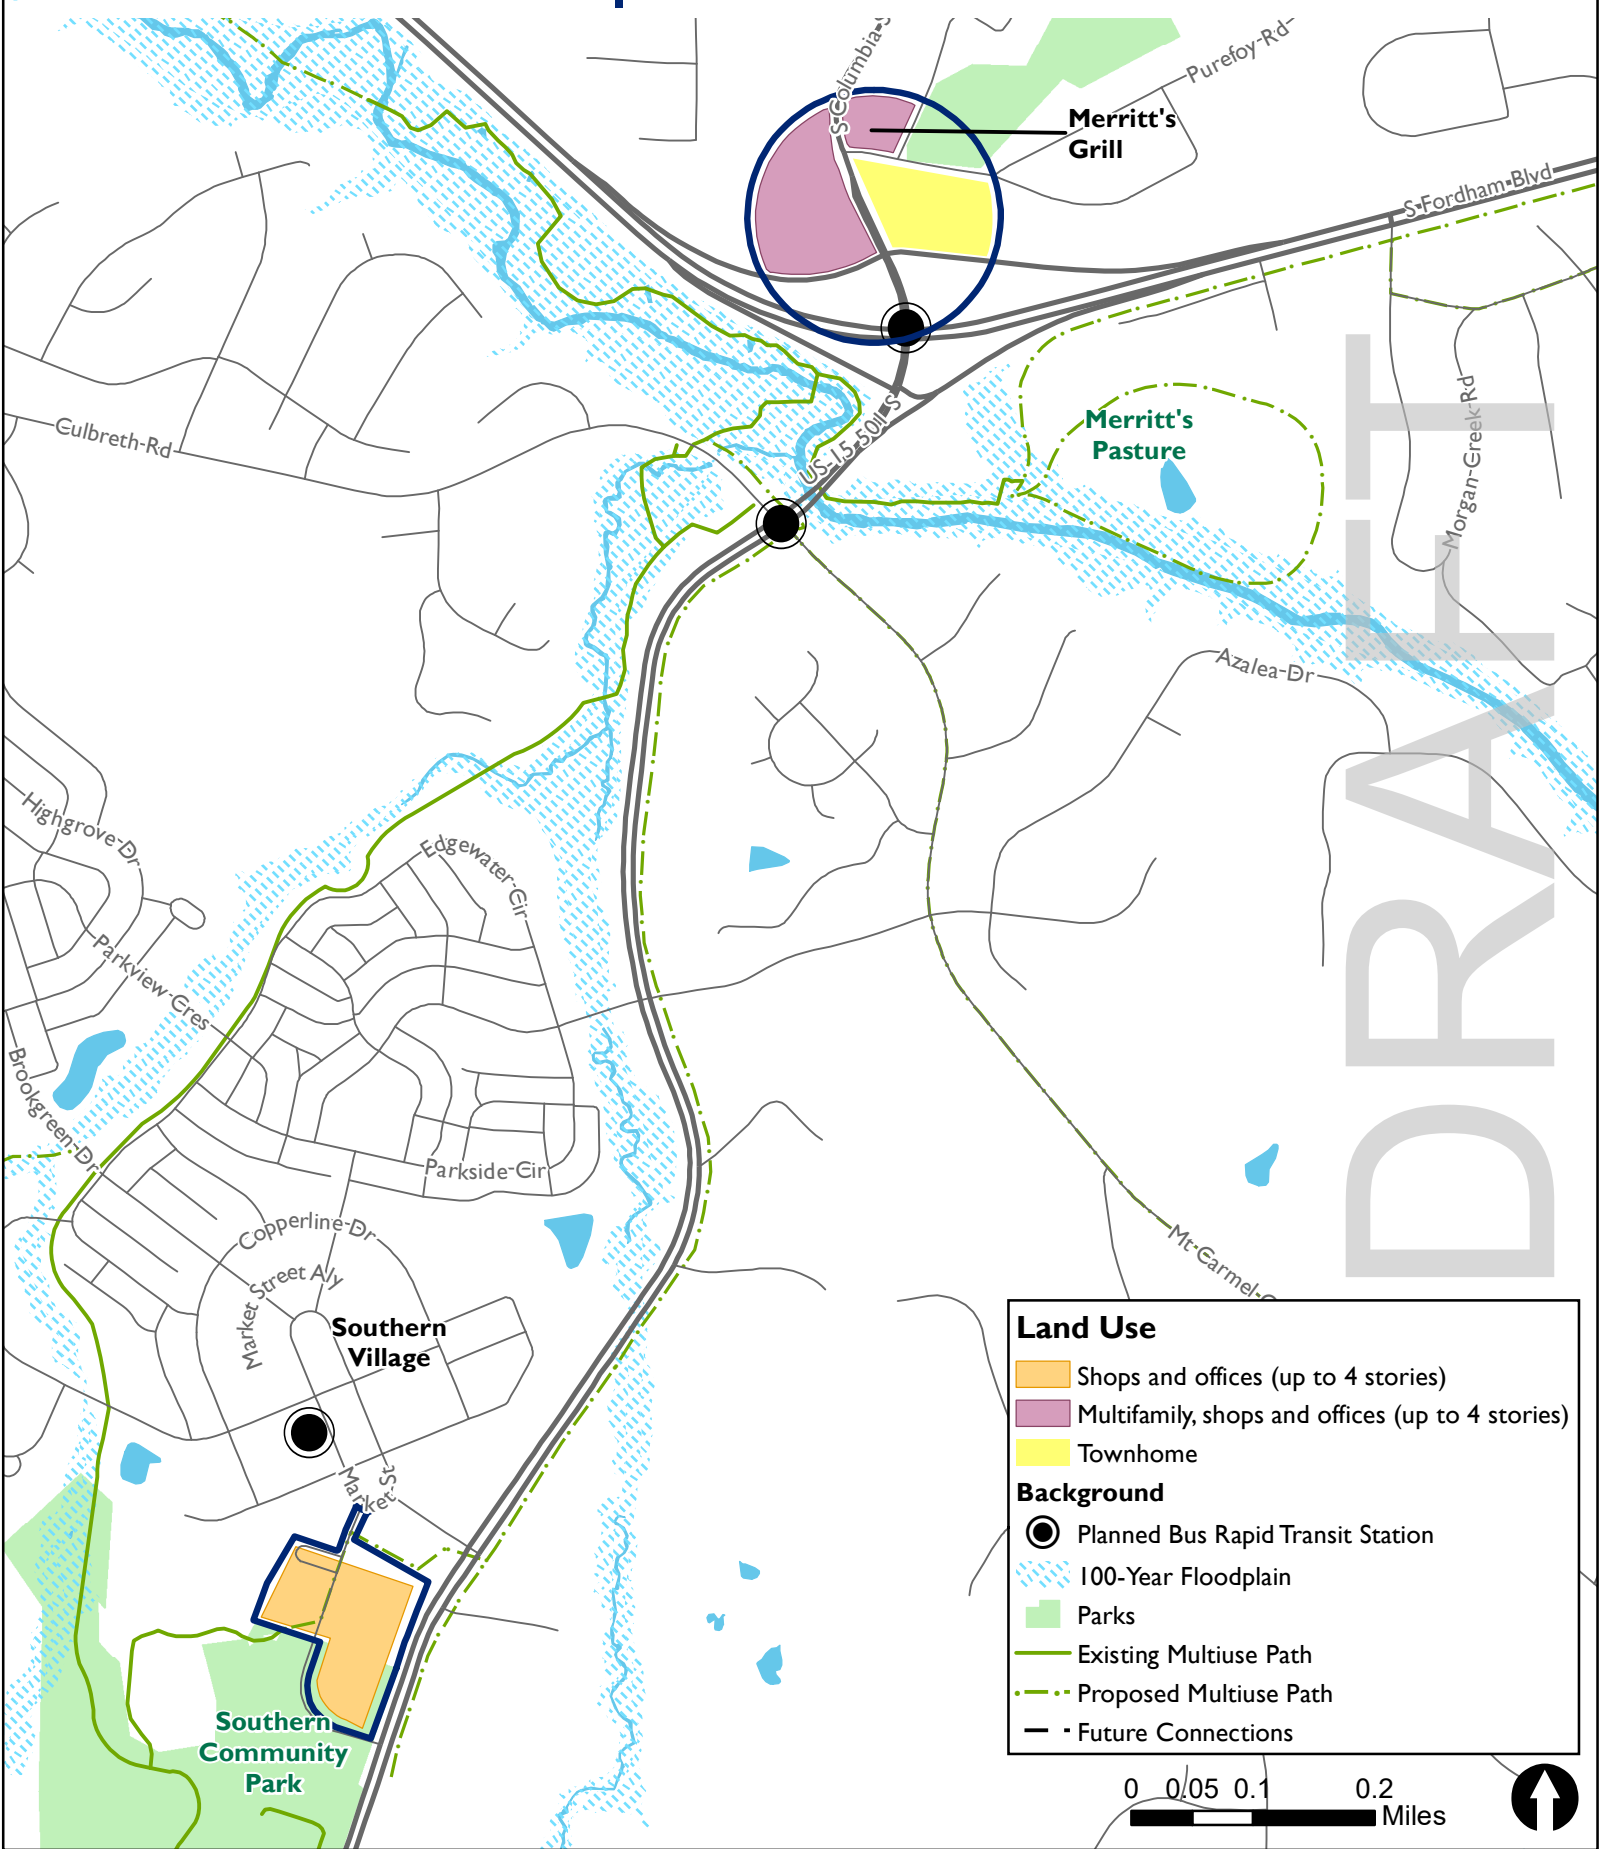 S-Columbia-S
Purefoy-Rd
Merritt's
Grill
S-Fordham-Blvd
Culbreth-Rd
US-15-501-S
Merritt's
Pasture
Morgan-Creek-Rd
Azalea-Dr
DRAFT
Highgrove-Dr
Edgewater-Cir
Parkview-Cres
Brookgreen-Dr
Parkside-Cir
Copperline-Dr
Market Street Aly
Southern
Village
Mt-Carmel-C
Market-St
Southern
Community
Park
Land Use
Shops and offices (up to 4 stories)
Multifamily, shops and offices (up to 4 stories)
Townhome
Background
Planned Bus Rapid Transit Station
100-Year Floodplain
Parks
Existing Multiuse Path
Proposed Multiuse Path
Future Connections
0 0.05 0.1 0.2
Miles